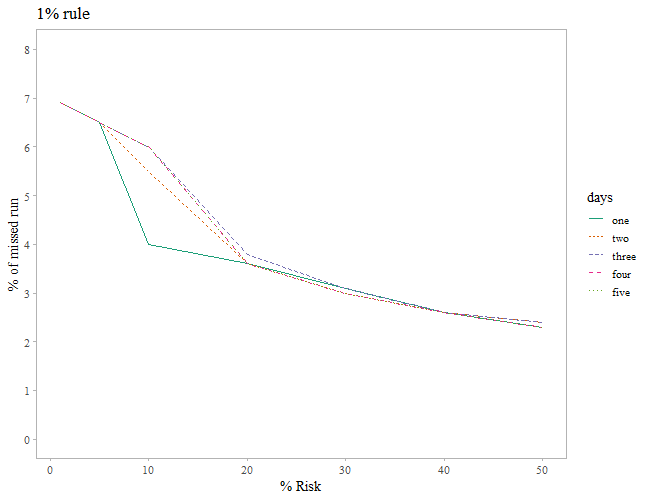 1% rule
8
7
6
5
4
3
2
1
0
% of missed run
0 10 20 30 40 50
% Risk
days
one
two
three
four
five